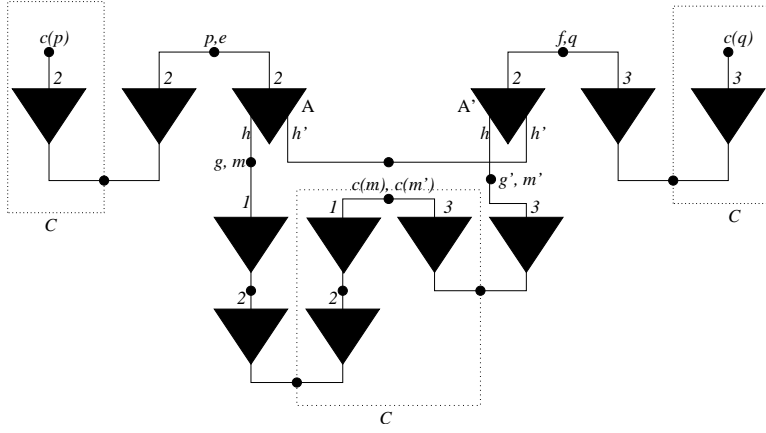 c(p) p,e f,q c(q)
2 2 2 2 3 3
A A'
h h' h h'
g, m g', m'
c(m), c(m')
1 1 3 3
C C
2 2
C